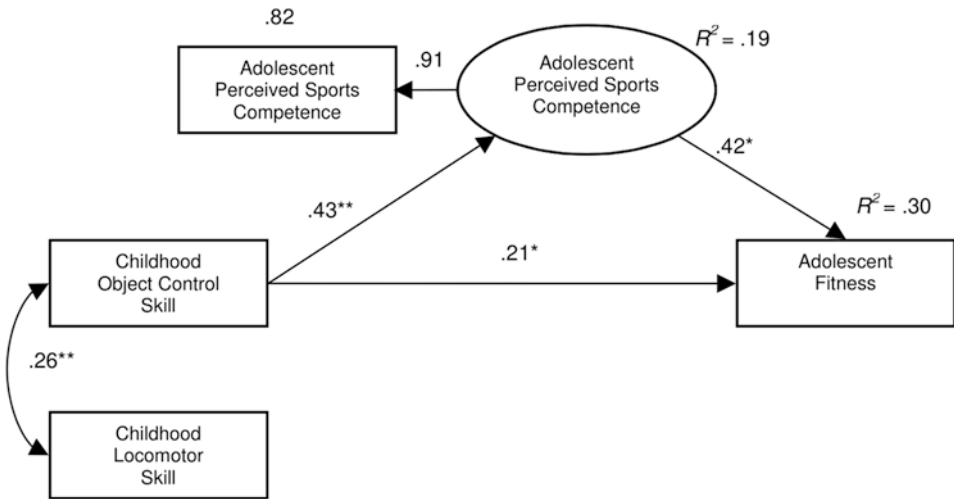 .82
Adolescent
Perceived Sports
Competence
.91
Adolescent
Perceived Sports
Competence
R² = .19
.42*
.43**
R² = .30
Childhood
Object Control
Skill
.21*
Adolescent
Fitness
.26**
Childhood
Locomotor
Skill